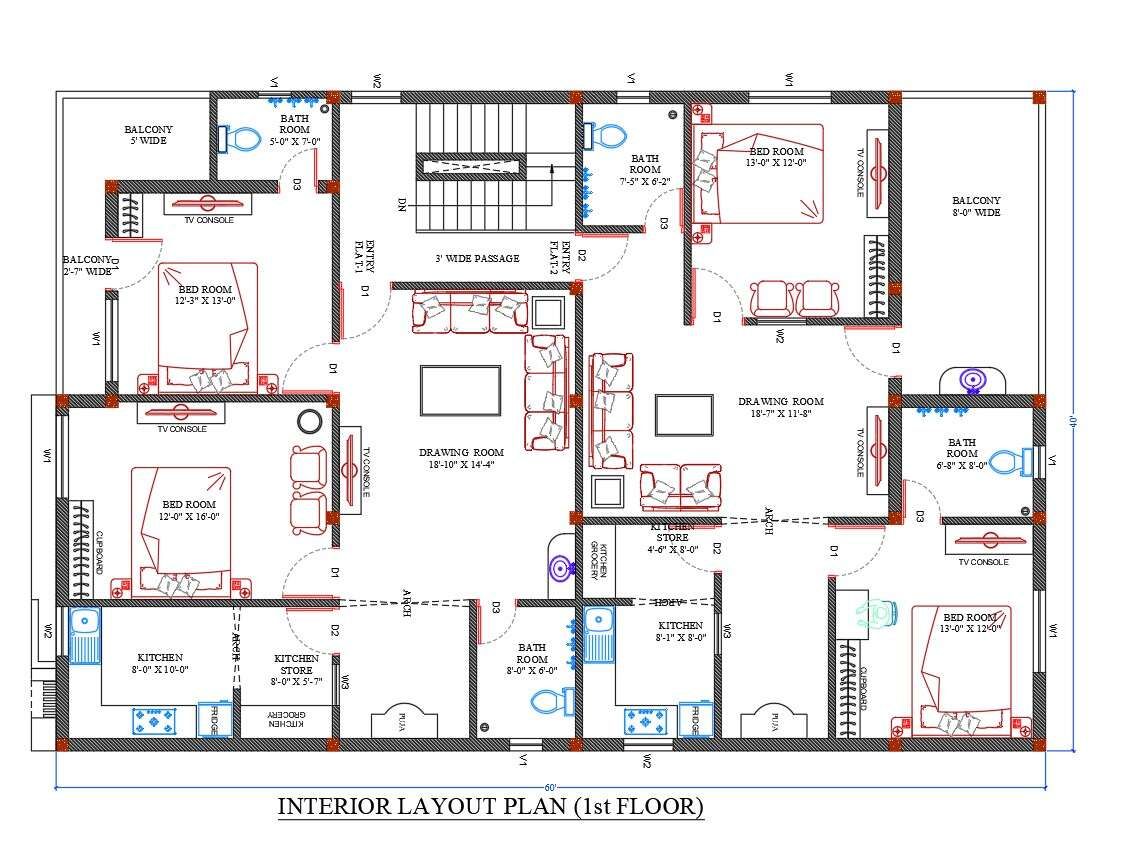 V1
W2
V1
W1
BALCONY
5' WIDE
BATH
ROOM
5'-0" X 7'-0"
D3
TV CONSOLE
BALCONY
2'-7" WIDE
D1
BED ROOM
12'-3" X 13'-0"
W1
D1
DN
ENTRY
FLAT-1
D1
3' WIDE PASSAGE
ENTRY
FLAT-2
D2
BATH
ROOM
7'-5" X 6'-2"
D3
BED ROOM
13'-0" X 12'-0"
TV CONSOLE
BALCONY
8'-0" WIDE
D1
W2
D1
40'
TV CONSOLE
W1
BED ROOM
12'-0" X 16'-0"
CUPBOARD
TV CONSOLE
D1
DRAWING ROOM
18'-10" X 14'-4"
DRAWING ROOM
18'-7" X 11'-8"
TV CONSOLE
BATH
ROOM
6'-8" X 8'-0"
V1
D3
ARCH
KITCHEN
STORE
4'-6" X 8'-0"
D2
KITCHEN
GROCERY
D1
TV CONSOLE
ARCH
ARCH
D3
W2
KITCHEN
8'-0" X 10'-0"
ARCH
D2
KITCHEN
STORE
8'-0" X 5'-7"
W3
KITCHEN
GROCERY
FRIDGE
PUJA
BATH
ROOM
8'-0" X 6'-0"
V1
KITCHEN
8'-1" X 8'-0"
W3
FRIDGE
W2
PUJA
BED ROOM
13'-0" X 12'-0"
CUPBOARD
W1
60'
INTERIOR LAYOUT PLAN (1st FLOOR)